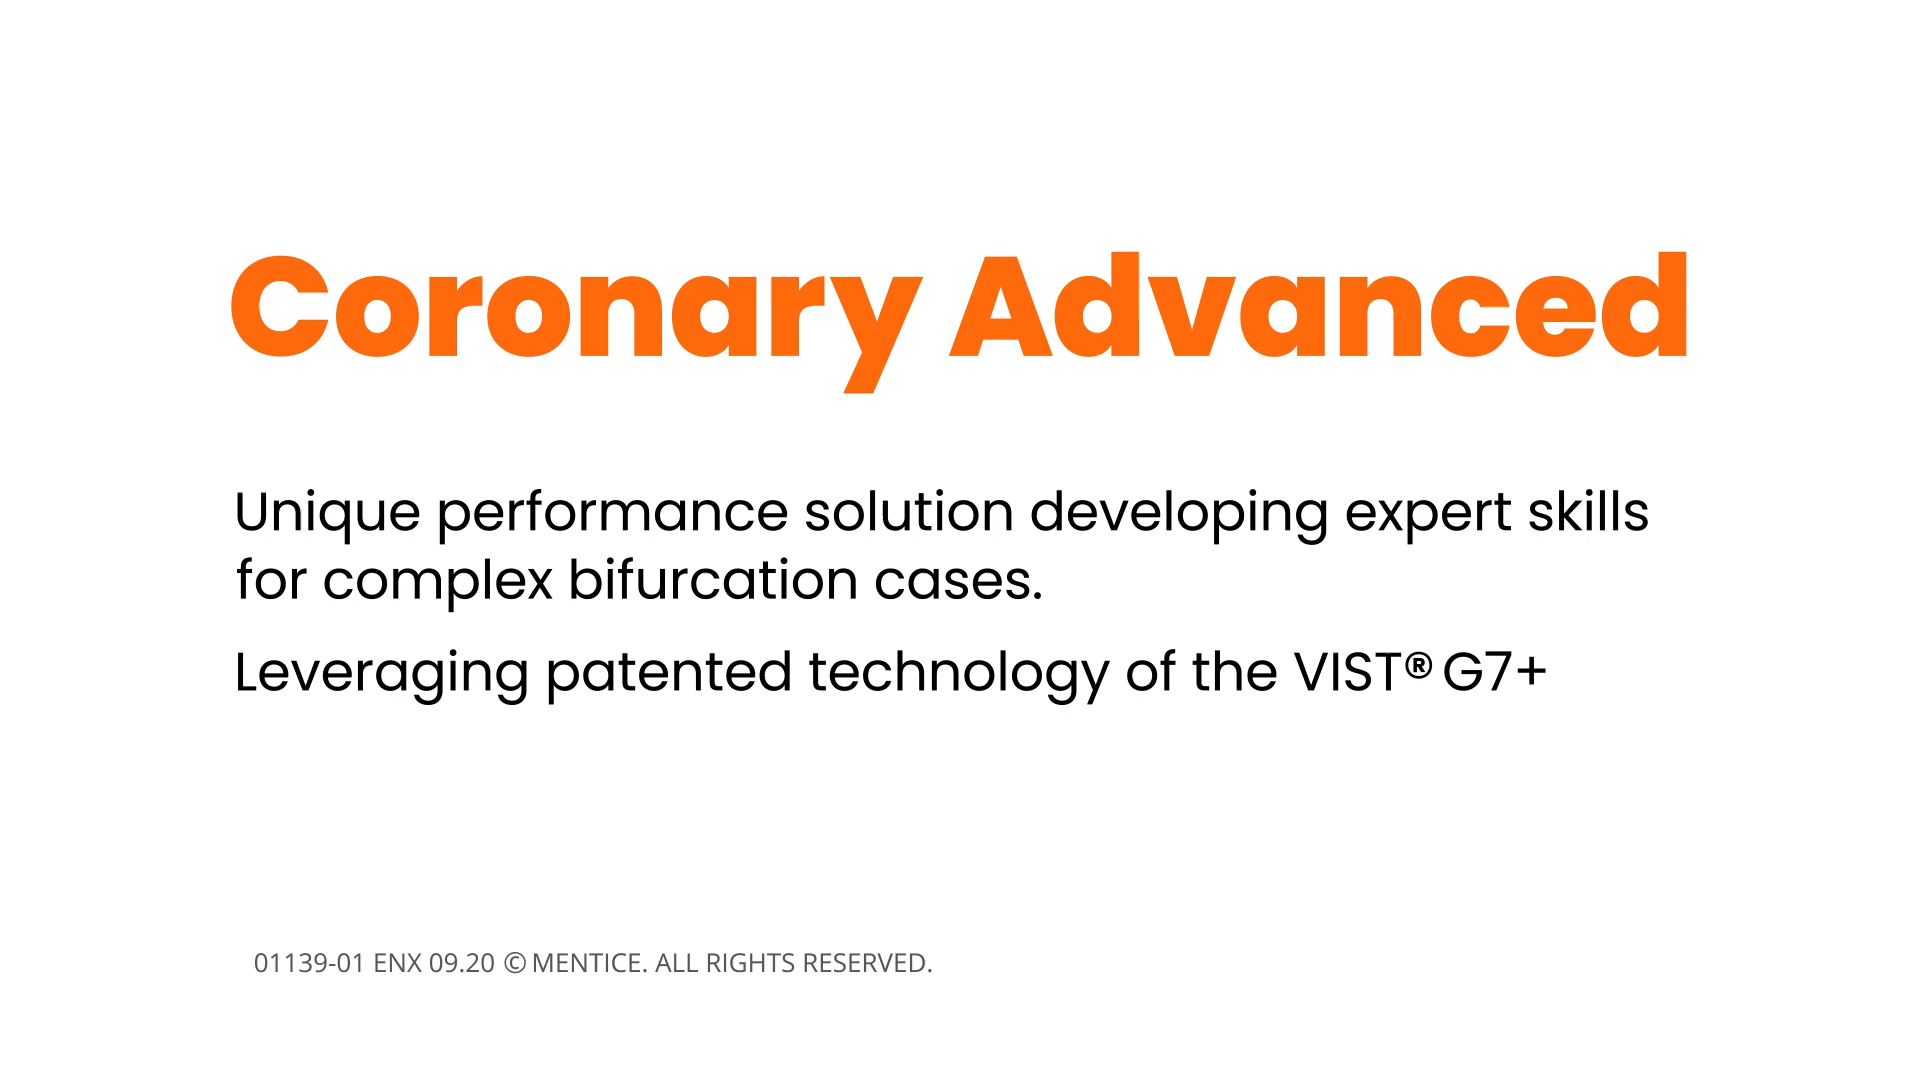 Coronary Advanced
Unique performance solution developing expert skills
for complex bifurcation cases.
Leveraging patented technology of the VIST® G7+
01139-01 ENX 09.20 © MENTICE. ALL RIGHTS RESERVED.